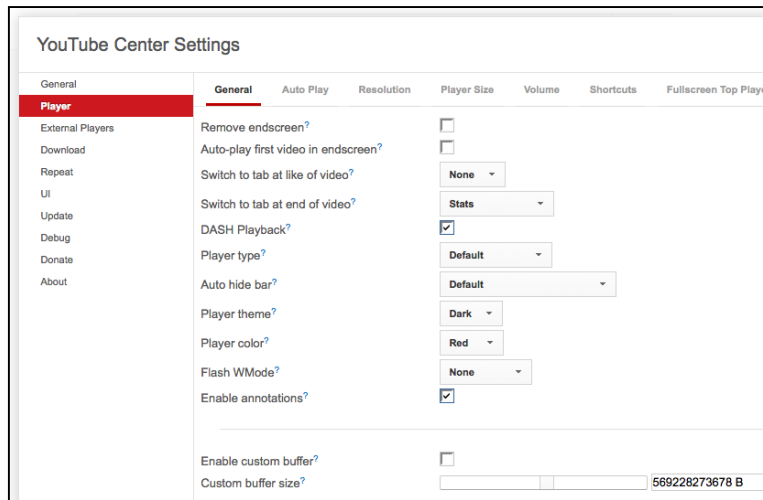 YouTube Center Settings
General
Player
External Players
Download
Repeat
UI
Update
Debug
Donate
About
General Auto Play Resolution Player Size Volume Shortcuts Fullscreen Top Playe
Remove endscreen?
Auto-play first video in endscreen?
Switch to tab at like of video? None
Switch to tab at end of video? Stats
DASH Playback?
Player type? Default
Auto hide bar? Default
Player theme? Dark
Player color? Red
Flash WMode? None
Enable annotations?
Enable custom buffer?
Custom buffer size? 569228273678 B